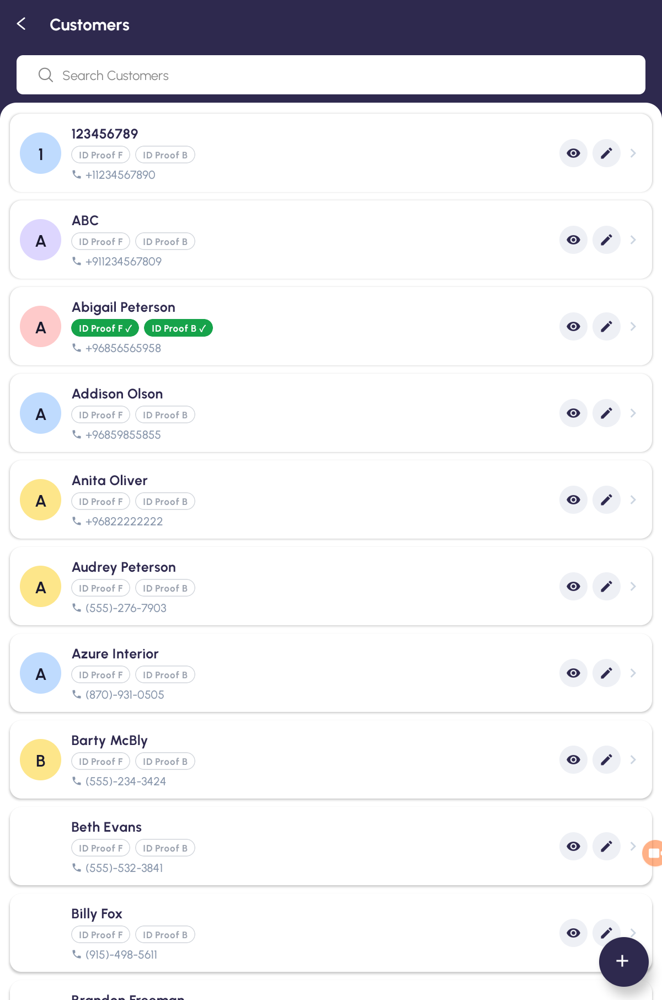 Customers
Search Customers
1
123456789
ID Proof F ID Proof B
+11234567890
A
ABC
ID Proof F ID Proof B
+911234567809
A
Abigail Peterson
ID Proof F ✓ ID Proof B ✓
+96856565958
A
Addison Olson
ID Proof F ID Proof B
+96859855855
A
Anita Oliver
ID Proof F ID Proof B
+96822222222
A
Audrey Peterson
ID Proof F ID Proof B
(555)-276-7903
A
Azure Interior
ID Proof F ID Proof B
(870)-931-0505
B
Barty McBly
ID Proof F ID Proof B
(555)-234-3424
Beth Evans
ID Proof F ID Proof B
(555)-532-3841
Billy Fox
ID Proof F ID Proof B
(915)-498-5611
Brandon Freeman